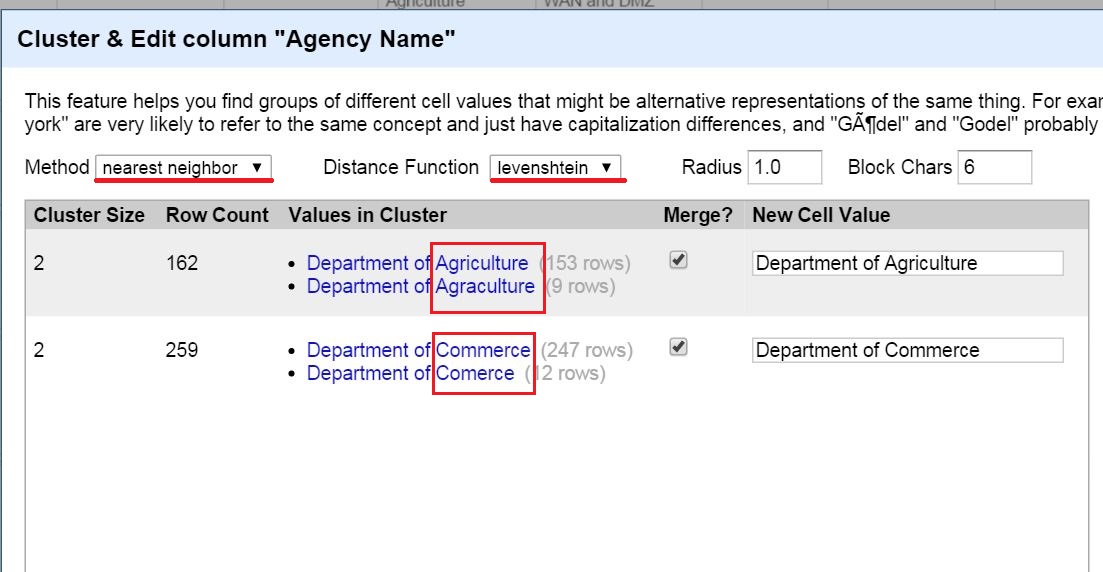 Agriculture WAN and DMZ
Cluster & Edit column "Agency Name"
This feature helps you find groups of different cell values that might be alternative representations of the same thing. For exa
york" are very likely to refer to the same concept and just have capitalization differences, and "GÃ¶del" and "Godel" probably
Method nearest neighbor Distance Function levenshtein Radius 1.0 Block Chars 6
Cluster Size Row Count Values in Cluster Merge? New Cell Value
2 162 • Department of Agriculture (153 rows) Department of Agriculture
• Department of Agraculture (9 rows)
2 259 • Department of Commerce (247 rows) Department of Commerce
• Department of Comerce (12 rows)